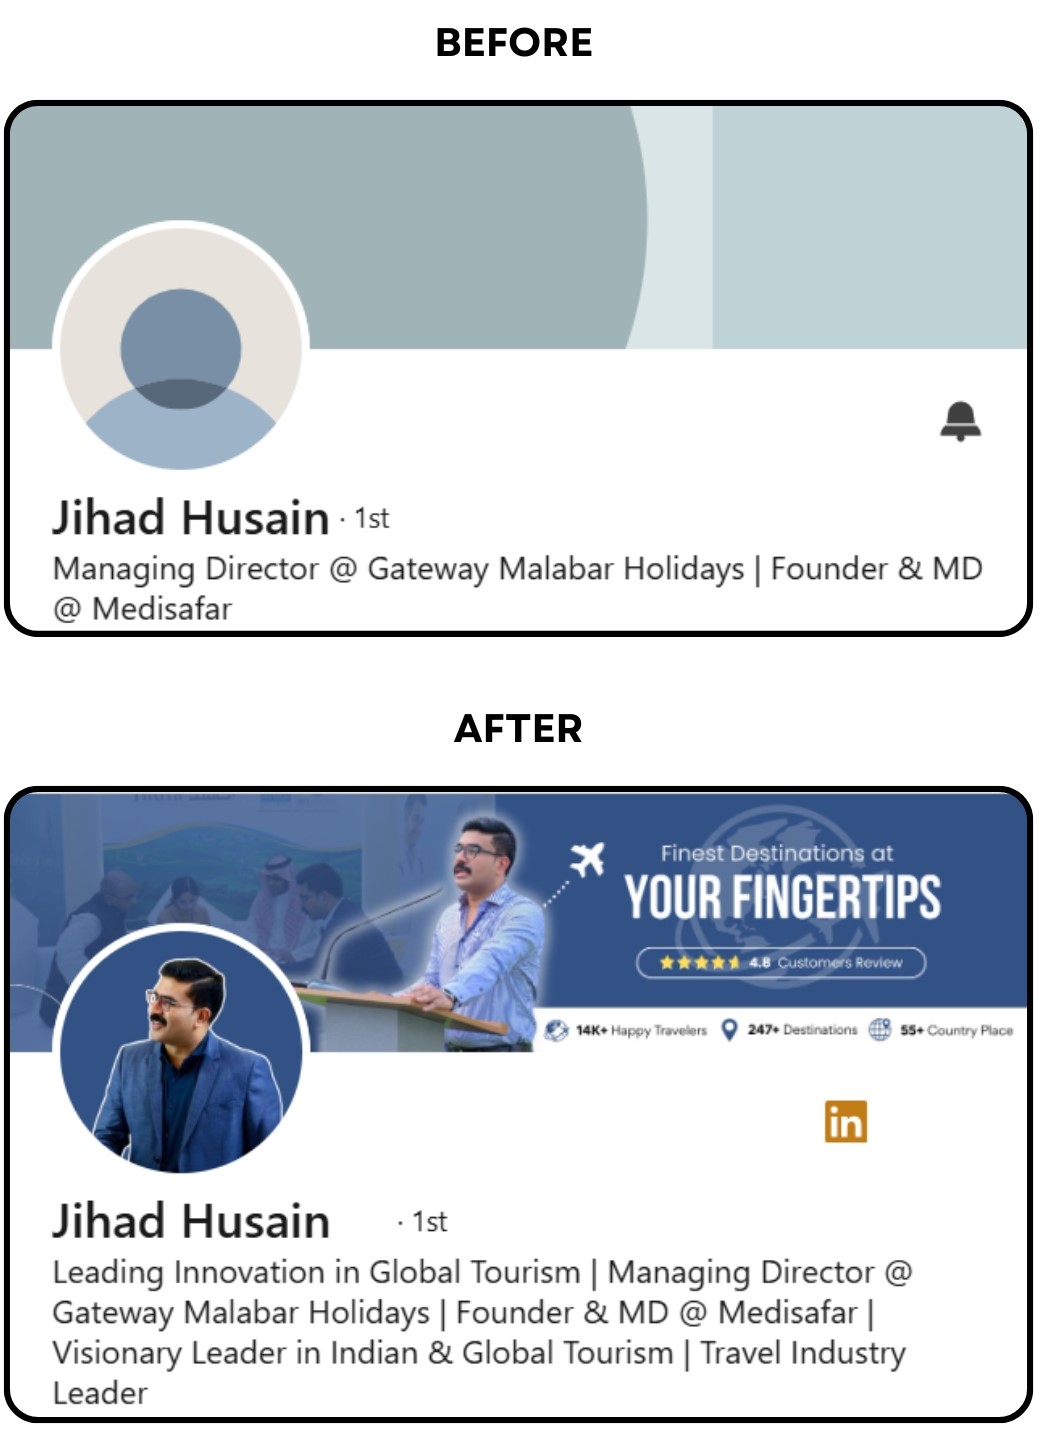 BEFORE
Jihad Husain · 1st
Managing Director @ Gateway Malabar Holidays | Founder & MD
@ Medisafar
AFTER
Finest Destinations at
YOUR FINGERTIPS
4.8 Customers Review
14K+ Happy Travelers 247+ Destinations 55+ Country Place
in
Jihad Husain · 1st
Leading Innovation in Global Tourism | Managing Director @
Gateway Malabar Holidays | Founder & MD @ Medisafar |
Visionary Leader in Indian & Global Tourism | Travel Industry
Leader